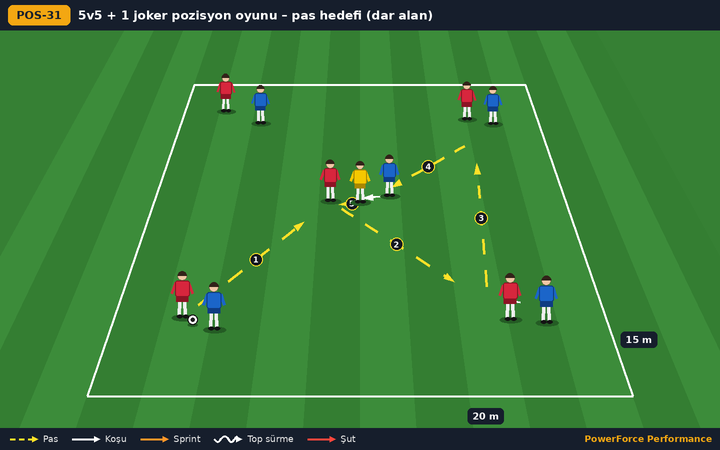 POS-31 5v5 + 1 joker pozisyon oyunu – pas hedefi (dar alan)
4
5
3
2
1
15 m
20 m
Pas Koşu Sprint Top sürme Şut PowerForce Performance